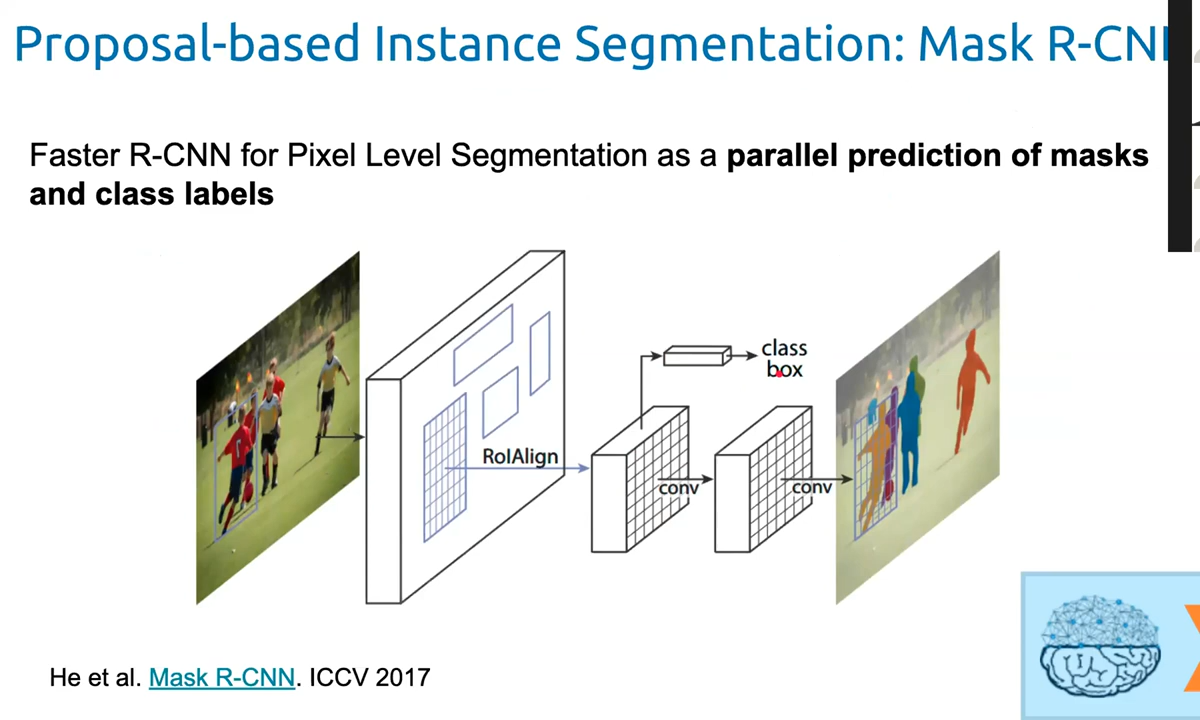 Proposal-based Instance Segmentation: Mask R-CN
Faster R-CNN for Pixel Level Segmentation as a parallel prediction of masks
and class labels
class
box
RoIAlign
conv
conv
He et al. Mask R-CNN. ICCV 2017